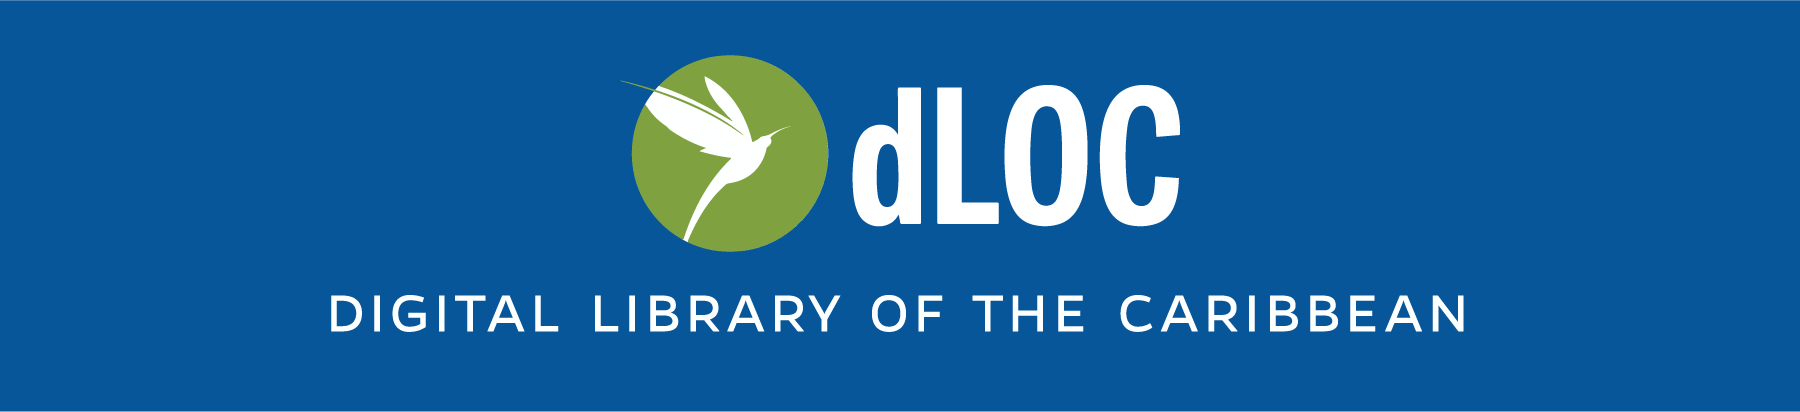 dLOC
DIGITAL LIBRARY OF THE CARIBBEAN